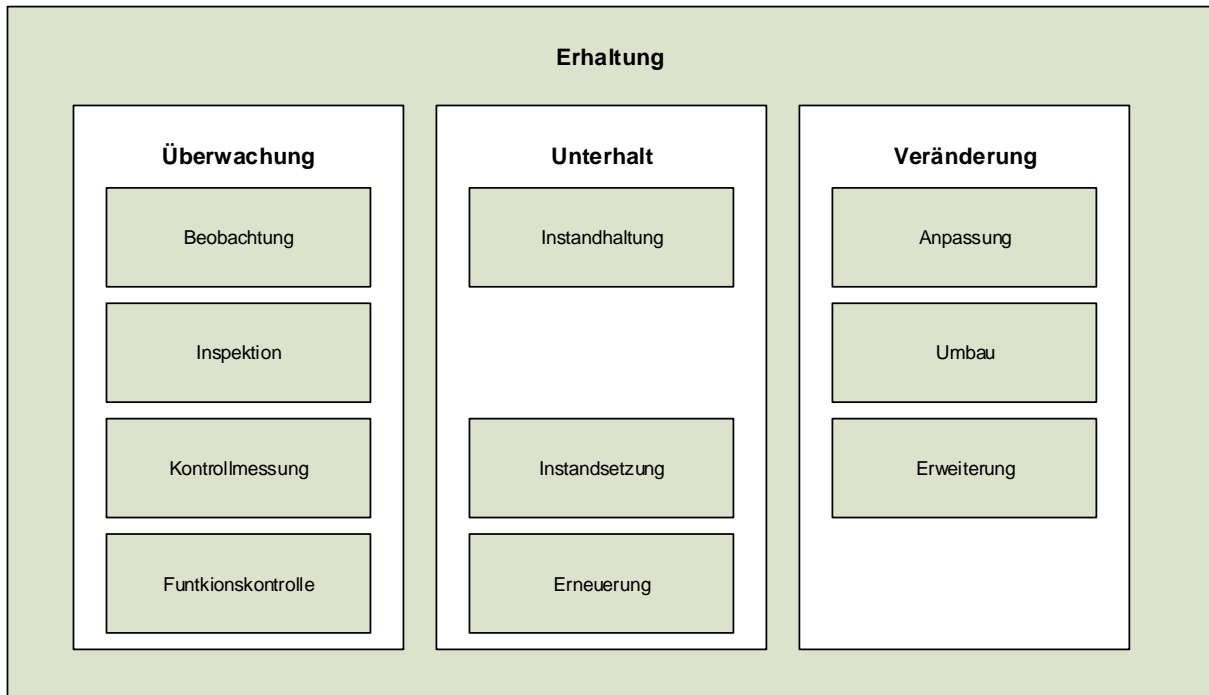 Erhaltung
Überwachung
Beobachtung
Inspektion
Kontrollmessung
Funtkionskontrolle
Unterhalt
Instandhaltung
Instandsetzung
Erneuerung
Veränderung
Anpassung
Umbau
Erweiterung